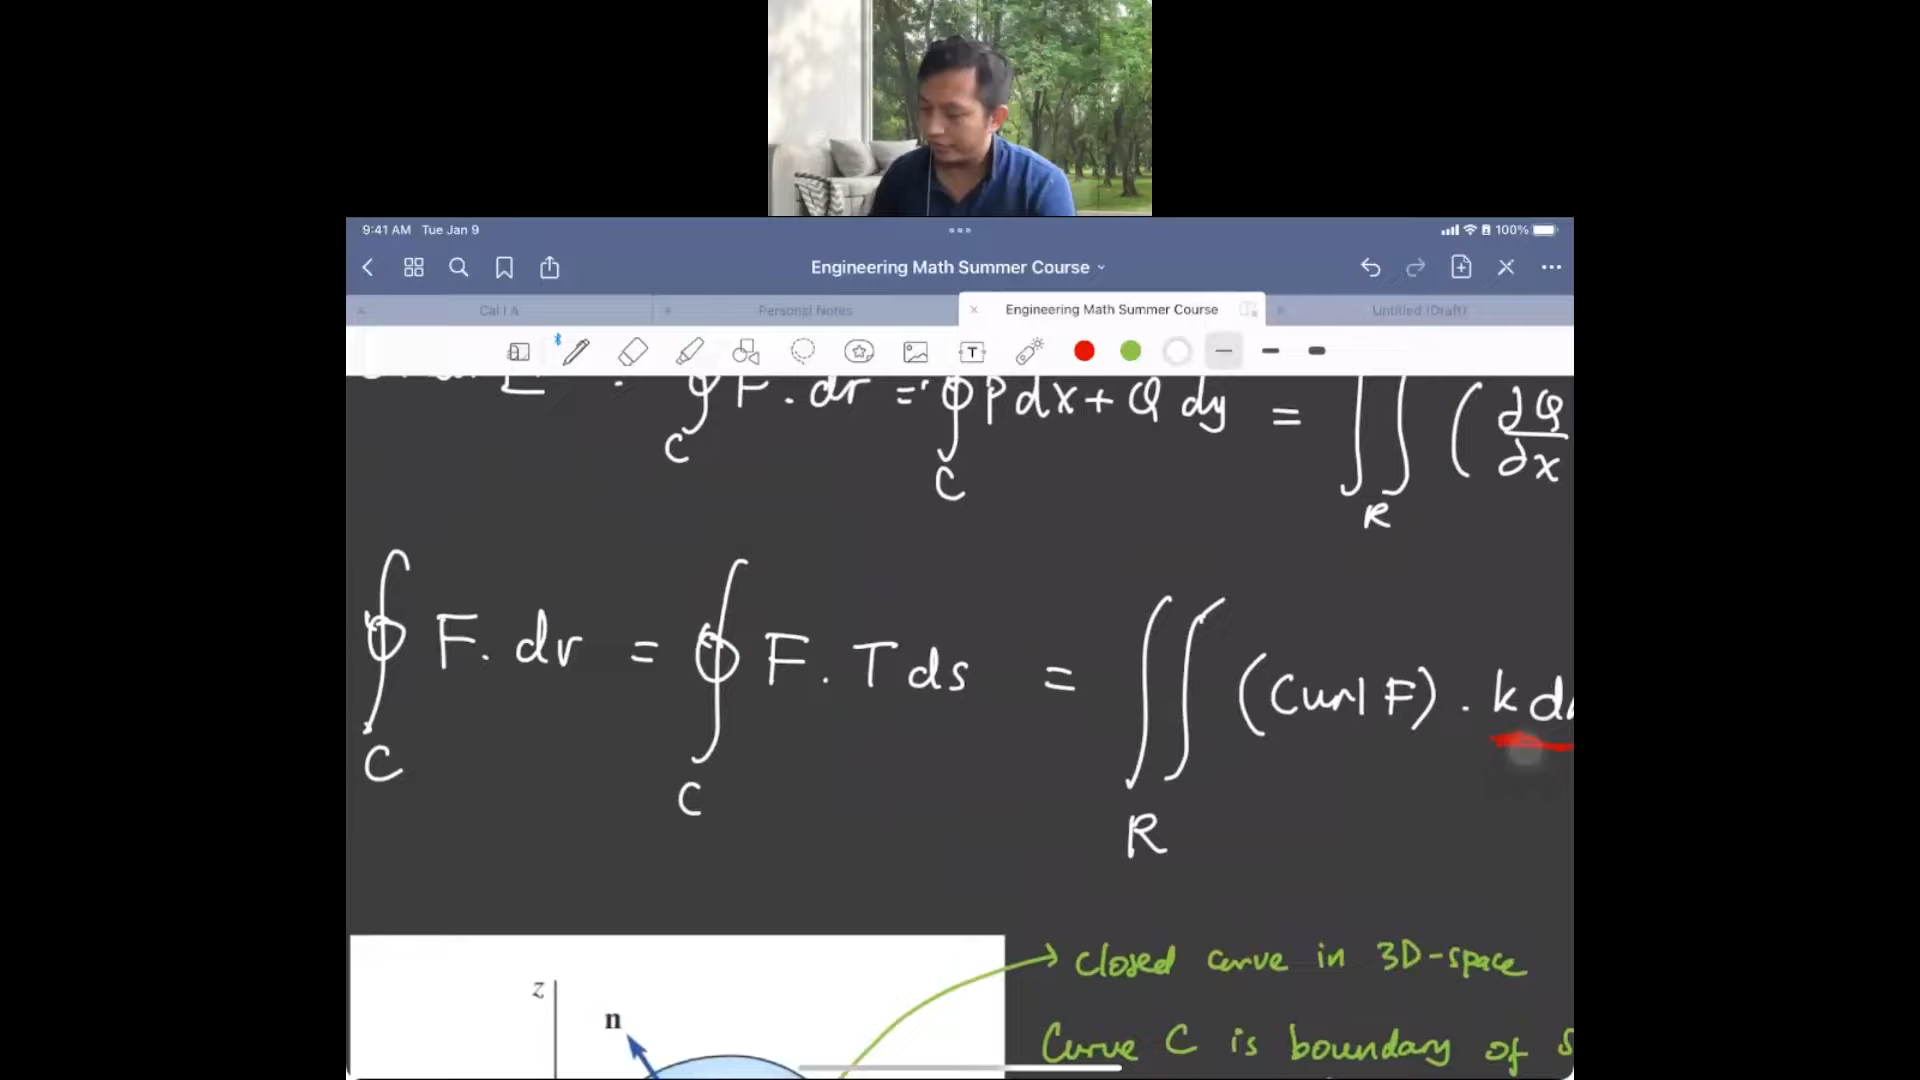 9:41 AM Tue Jan 9
100%
Engineering Math Summer Course
Cal I A
Personal Notes
Engineering Math Summer Course
Untitled (Draft)
T
∮ F . dr = ∮ P dx + Q dy = ∬ ( ∂Q/∂x
C C R
∮ F . dr = ∮ F . T ds = ∬ (Curl F) . k d
C C R
closed curve in 3D-space
Curve C is boundary of S
z
n